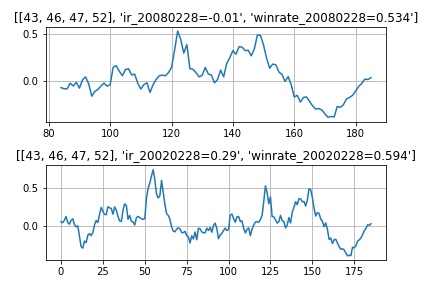 [[43, 46, 47, 52], 'ir_20080228=-0.01', 'winrate_20080228=0.534']
0.5
0.0
80 100 120 140 160 180
[[43, 46, 47, 52], 'ir_20020228=0.29', 'winrate_20020228=0.594']
0.5
0.0
0 25 50 75 100 125 150 175